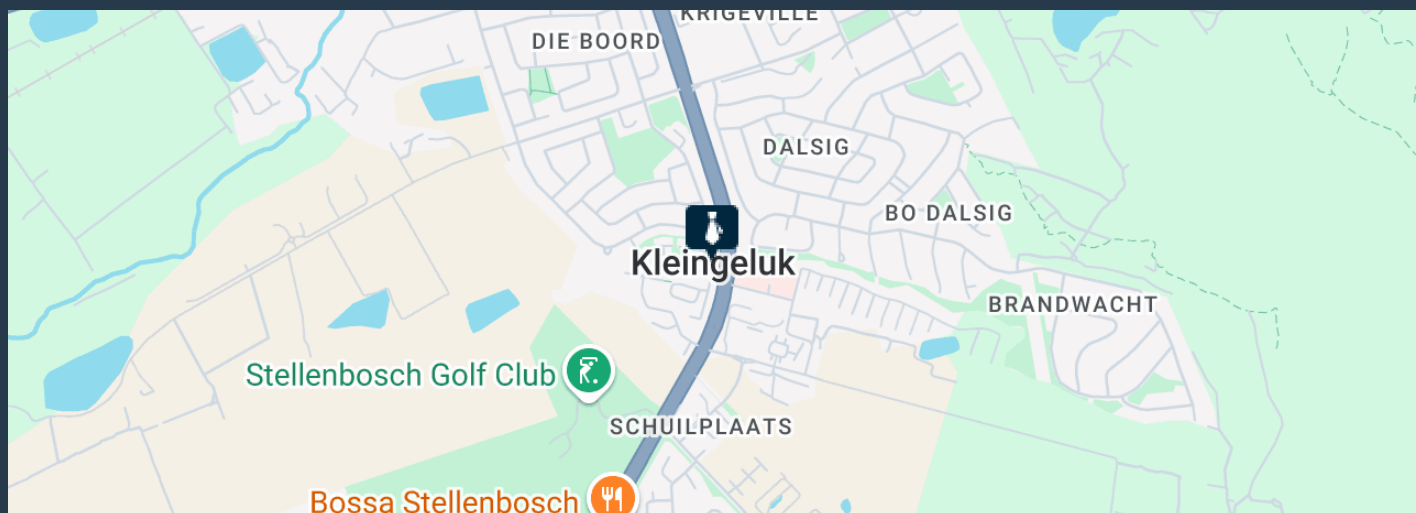 KRIGEVILLE
DIE BOORD
DALSIG
BO DALSIG
Kleingeluk
BRANDWACHT
Stellenbosch Golf Club
SCHUILPLAATS
Bossa Stellenbosch